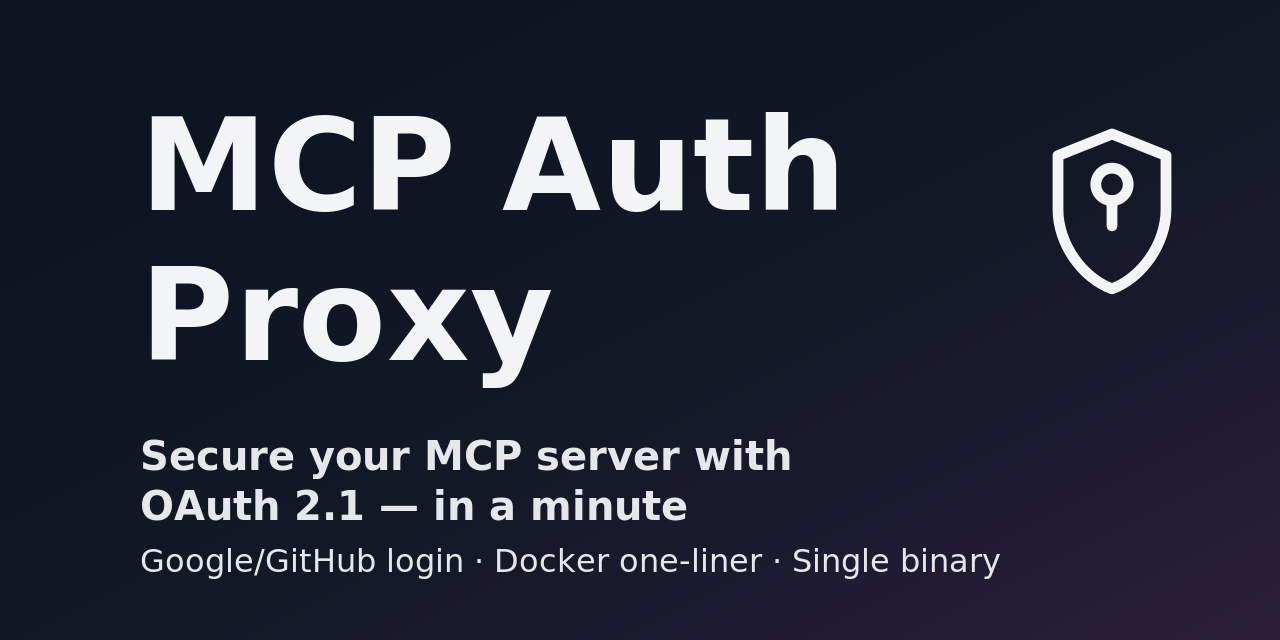 MCP Auth
Proxy
Secure your MCP server with
OAuth 2.1 — in a minute
Google/GitHub login · Docker one-liner · Single binary